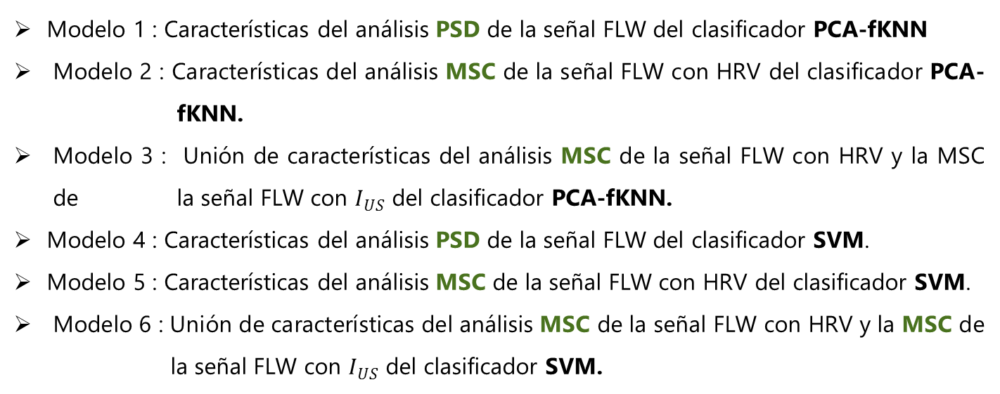 ➢ Modelo 1 : Características del análisis PSD de la señal FLW del clasificador PCA-fKNN
➢ Modelo 2 : Características del análisis MSC de la señal FLW con HRV del clasificador PCA-
fKNN.
➢ Modelo 3 : Unión de características del análisis MSC de la señal FLW con HRV y la MSC
de la señal FLW con I_US del clasificador PCA-fKNN.
➢ Modelo 4 : Características del análisis PSD de la señal FLW del clasificador SVM.
➢ Modelo 5 : Características del análisis MSC de la señal FLW con HRV del clasificador SVM.
➢ Modelo 6 : Unión de características del análisis MSC de la señal FLW con HRV y la MSC de
la señal FLW con I_US del clasificador SVM.